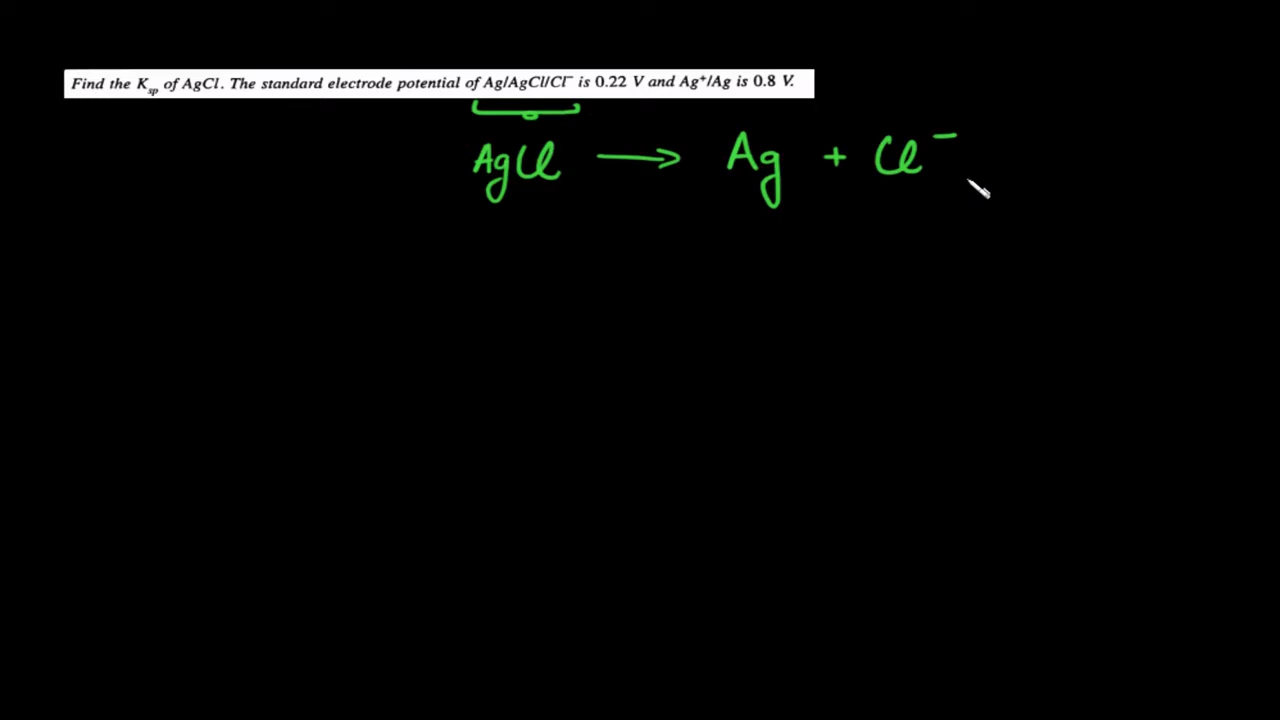 Find the Ksp of AgCl. The standard electrode potential of Ag/AgCl/Cl⁻ is 0.22 V and Ag⁺/Ag is 0.8 V.
AgCl ⟶ Ag + Cl⁻